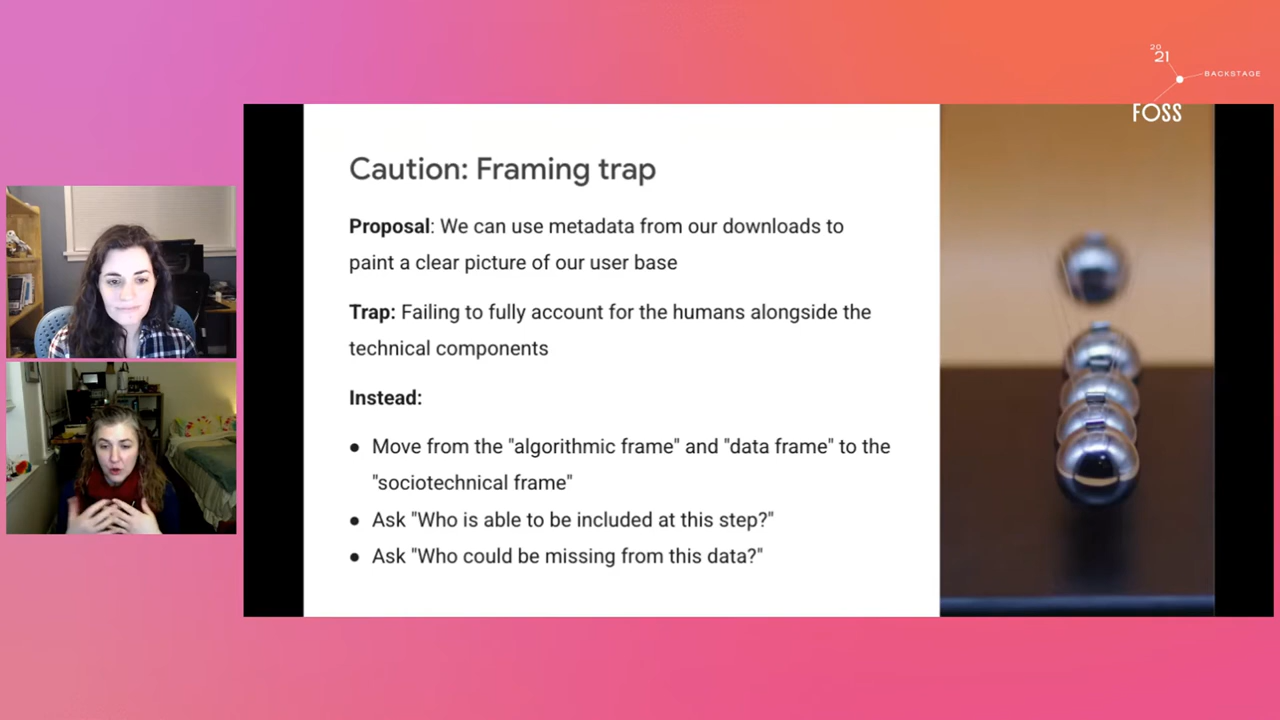 20
21
BACKSTAGE
FOSS
Caution: Framing trap
Proposal: We can use metadata from our downloads to
paint a clear picture of our user base
Trap: Failing to fully account for the humans alongside the
technical components
Instead:
● Move from the "algorithmic frame" and "data frame" to the
"sociotechnical frame"
● Ask "Who is able to be included at this step?"
● Ask "Who could be missing from this data?"